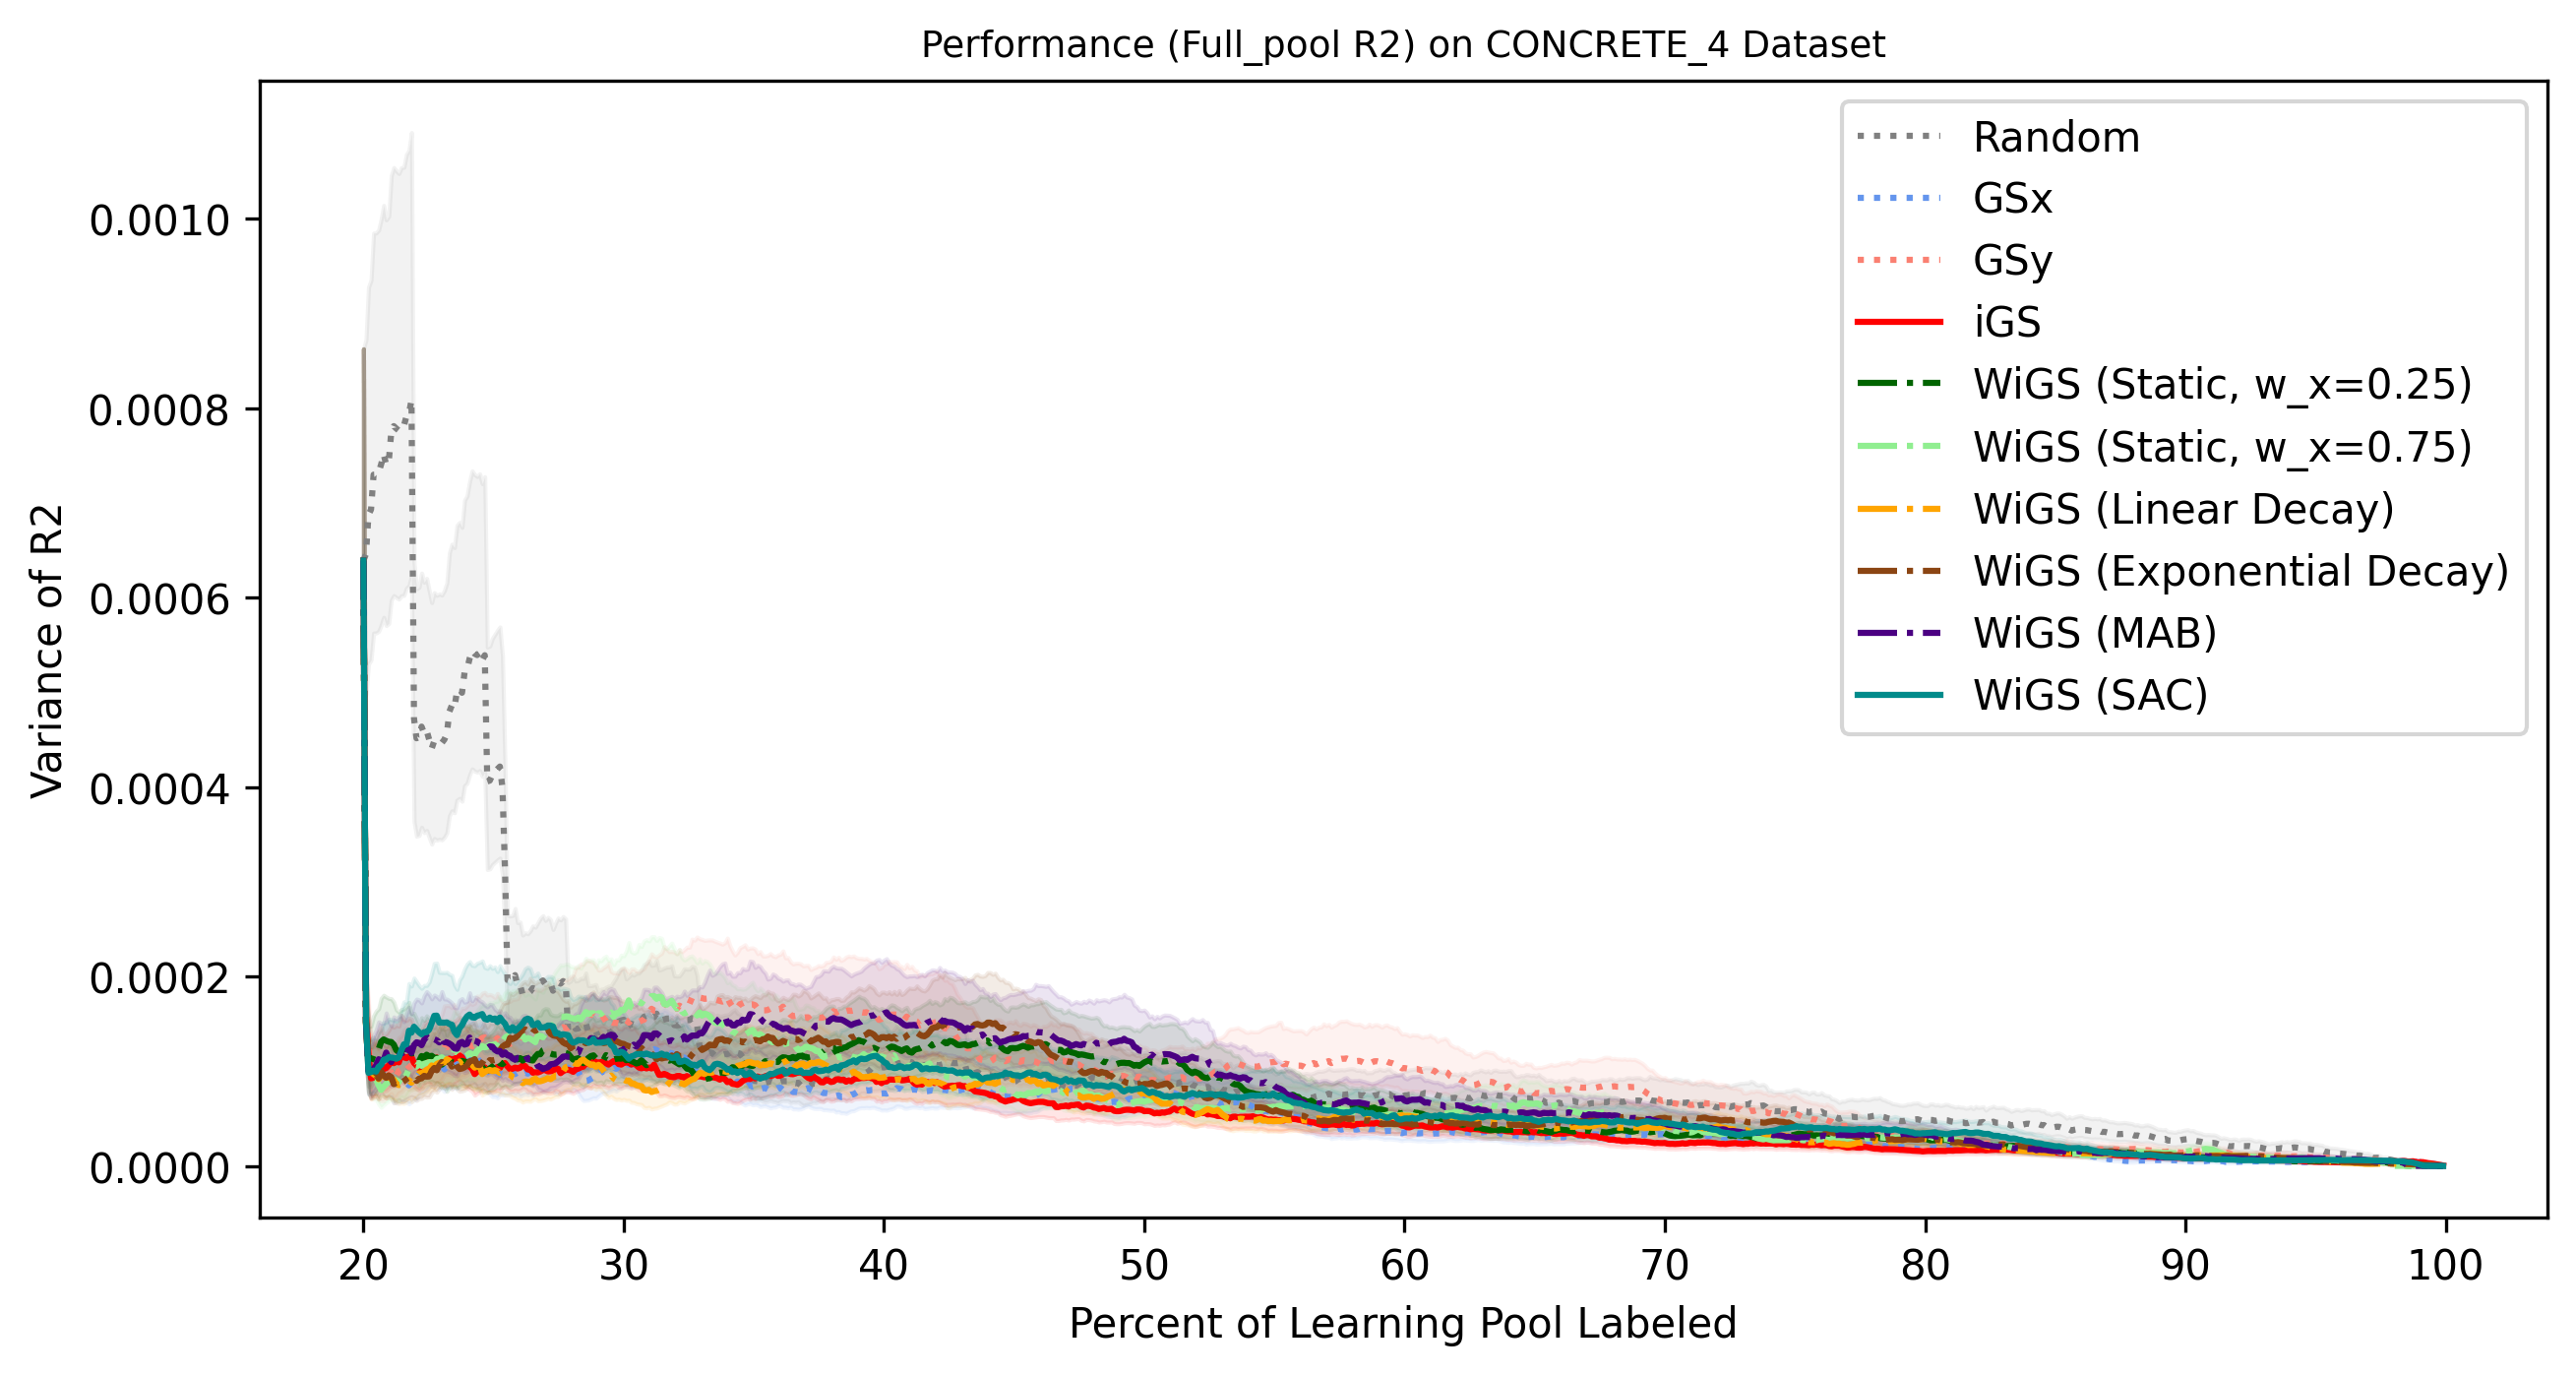 Performance (Full_pool R2) on CONCRETE_4 Dataset
Variance of R2
0.0010
0.0008
0.0006
0.0004
0.0002
0.0000
Random
GSx
GSy
iGS
WiGS (Static, w_x=0.25)
WiGS (Static, w_x=0.75)
WiGS (Linear Decay)
WiGS (Exponential Decay)
WiGS (MAB)
WiGS (SAC)
20 30 40 50 60 70 80 90 100
Percent of Learning Pool Labeled